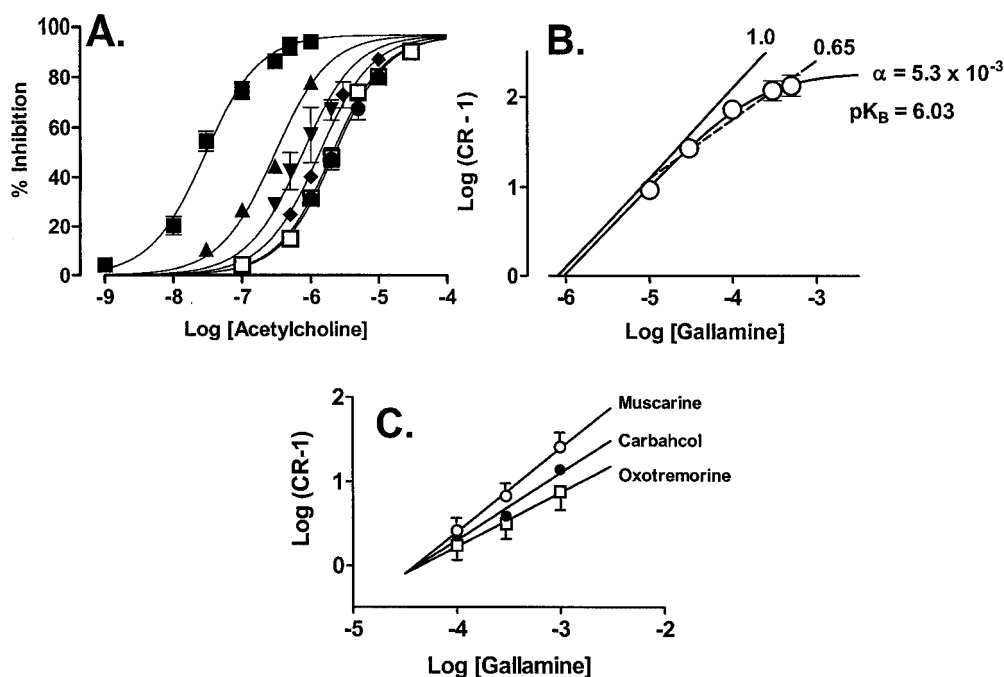 A.
% Inhibition
100
80
60
40
20
0
-9 -8 -7 -6 -5 -4
Log [Acetylcholine]
B.
Log (CR - 1)
2
1
0
-6 -5 -4 -3
Log [Gallamine]
1.0
0.65
α = 5.3 x 10-3
pKB = 6.03
C.
Log (CR-1)
2
1
0
-5 -4 -3 -2
Log [Gallamine]
Muscarine
Carbahcol
Oxotremorine